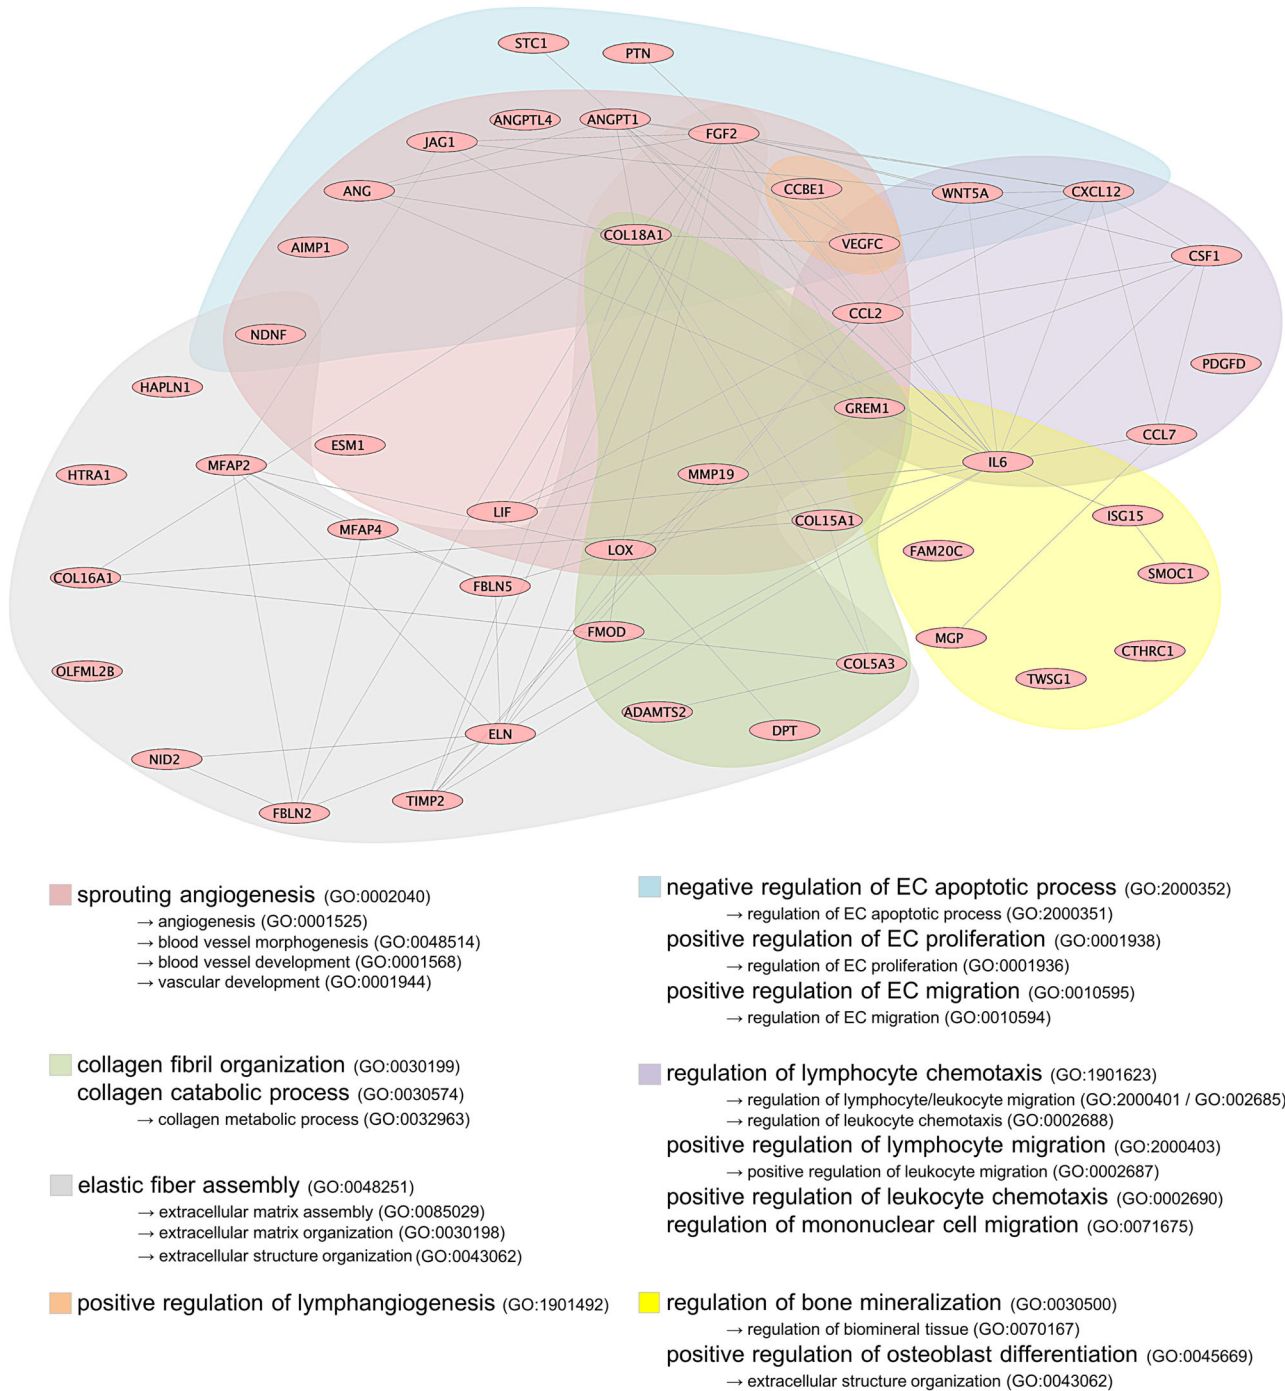 STC1
PTN
ANGPTL4
ANGPT1
FGF2
JAG1
CCBE1
ANG
WNT5A
CXCL12
COL18A1
AIMP1
VEGFC
CSF1
CCL2
NDNF
PDGFD
HAPLN1
GREM1
CCL7
ESM1
MFAP2
IL6
HTRA1
MMP19
LIF
ISG15
COL15A1
MFAP4
LOX
FAM20C
SMOC1
COL16A1
FBLN5
FMOD
MGP
CTHRC1
COL5A3
OLFML2B
TWSG1
ADAMTS2
DPT
ELN
NID2
TIMP2
FBLN2
sprouting angiogenesis (GO:0002040)
→ angiogenesis (GO:0001525)
→ blood vessel morphogenesis (GO:0048514)
→ blood vessel development (GO:0001568)
→ vascular development (GO:0001944)
collagen fibril organization (GO:0030199)
collagen catabolic process (GO:0030574)
→ collagen metabolic process (GO:0032963)
elastic fiber assembly (GO:0048251)
→ extracellular matrix assembly (GO:0085029)
→ extracellular matrix organization (GO:0030198)
→ extracellular structure organization (GO:0043062)
positive regulation of lymphangiogenesis (GO:1901492)
negative regulation of EC apoptotic process (GO:2000352)
→ regulation of EC apoptotic process (GO:2000351)
positive regulation of EC proliferation (GO:0001938)
→ regulation of EC proliferation (GO:0001936)
positive regulation of EC migration (GO:0010595)
→ regulation of EC migration (GO:0010594)
regulation of lymphocyte chemotaxis (GO:1901623)
→ regulation of lymphocyte/leukocyte migration (GO:2000401 / GO:002685)
→ regulation of leukocyte chemotaxis (GO:0002688)
positive regulation of lymphocyte migration (GO:2000403)
→ positive regulation of leukocyte migration (GO:0002687)
positive regulation of leukocyte chemotaxis (GO:0002690)
regulation of mononuclear cell migration (GO:0071675)
regulation of bone mineralization (GO:0030500)
→ regulation of biomineral tissue (GO:0070167)
positive regulation of osteoblast differentiation (GO:0045669)
→ extracellular structure organization (GO:0043062)